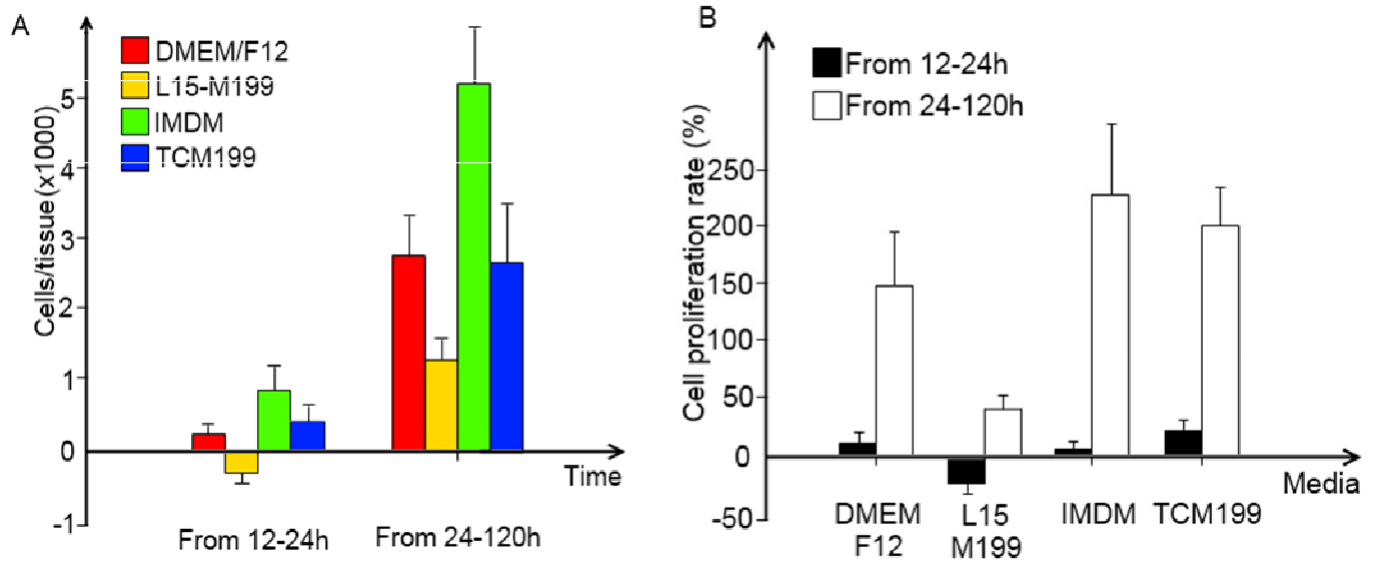 A
DMEM/F12
L15-M199
IMDM
TCM199
Cells/tissue (x1000)
5
4
3
2
1
0
-1
Time
From 12-24h
From 24-120h
B
From 12-24h
From 24-120h
Cell proliferation rate (%)
250
200
150
100
50
0
-50
Media
DMEM
F12
L15
M199
IMDM
TCM199